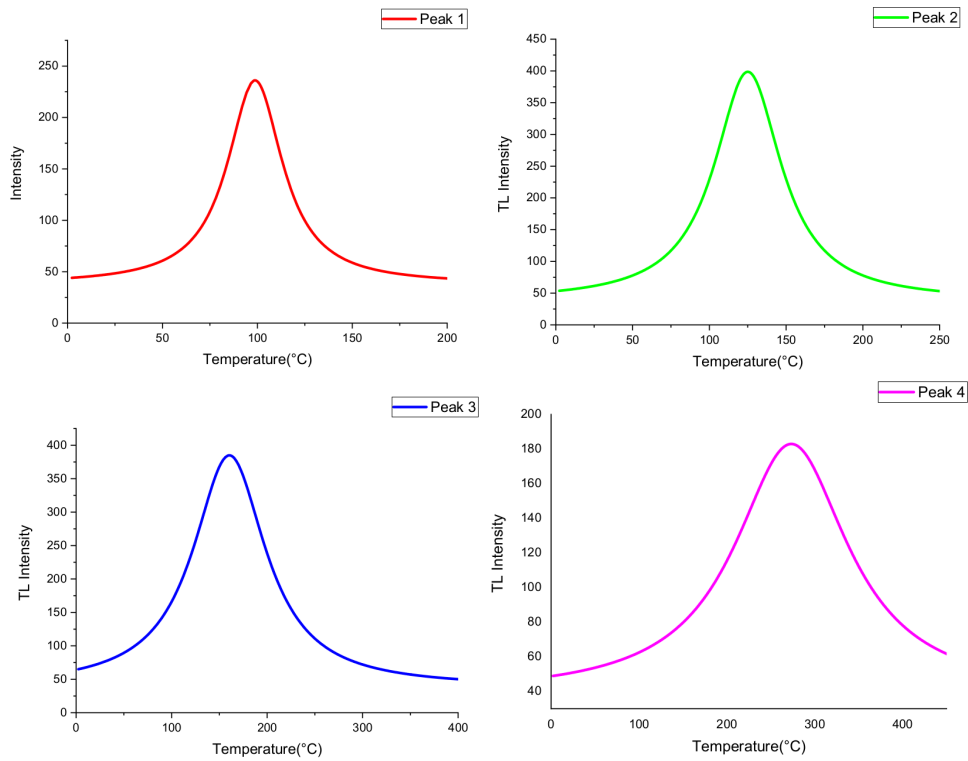 Peak 1
250
200
150
100
50
0
Intensity
0 50 100 150 200
Temperature(°C)
Peak 2
450
400
350
300
250
200
150
100
50
0
TL Intensity
0 50 100 150 200 250
Temperature(°C)
Peak 3
400
350
300
250
200
150
100
50
0
TL Intensity
0 100 200 300 400
Temperature(°C)
Peak 4
200
180
160
140
120
100
80
60
40
TL Intensity
0 100 200 300 400
Temperature(°C)